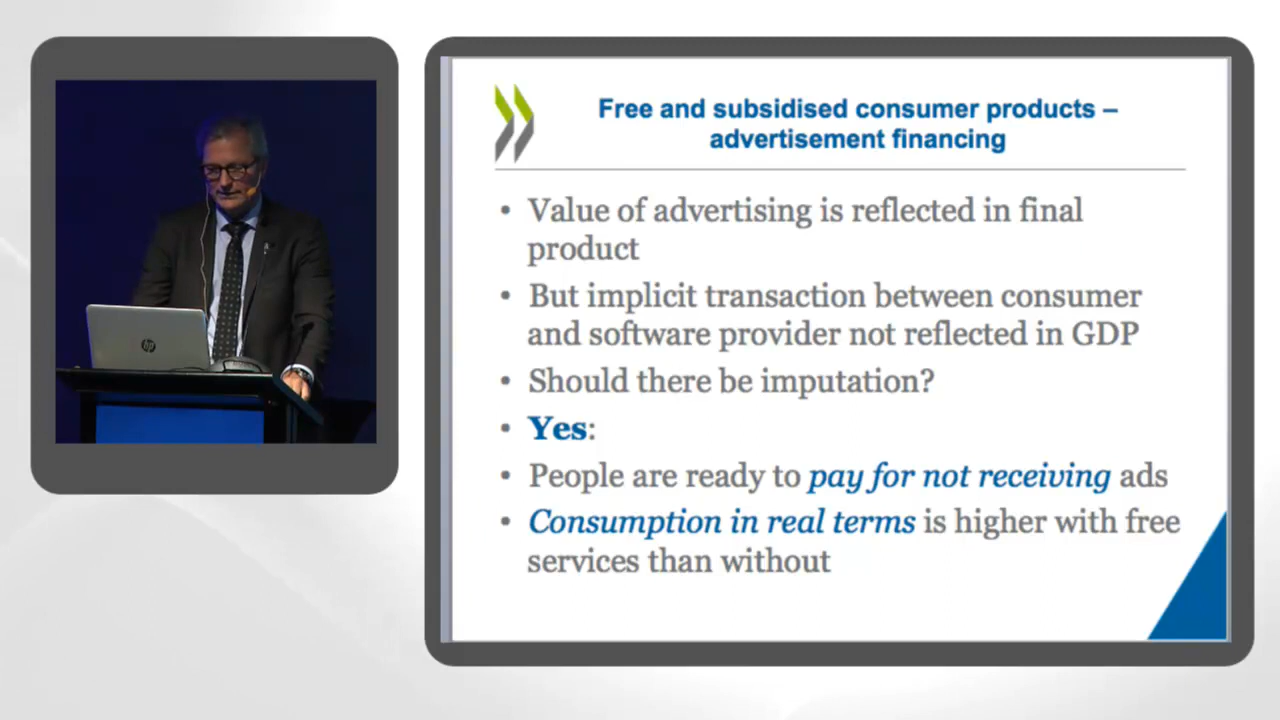 Free and subsidised consumer products –
advertisement financing
• Value of advertising is reflected in final
product
• But implicit transaction between consumer
and software provider not reflected in GDP
• Should there be imputation?
• Yes:
• People are ready to pay for not receiving ads
• Consumption in real terms is higher with free
services than without
hp